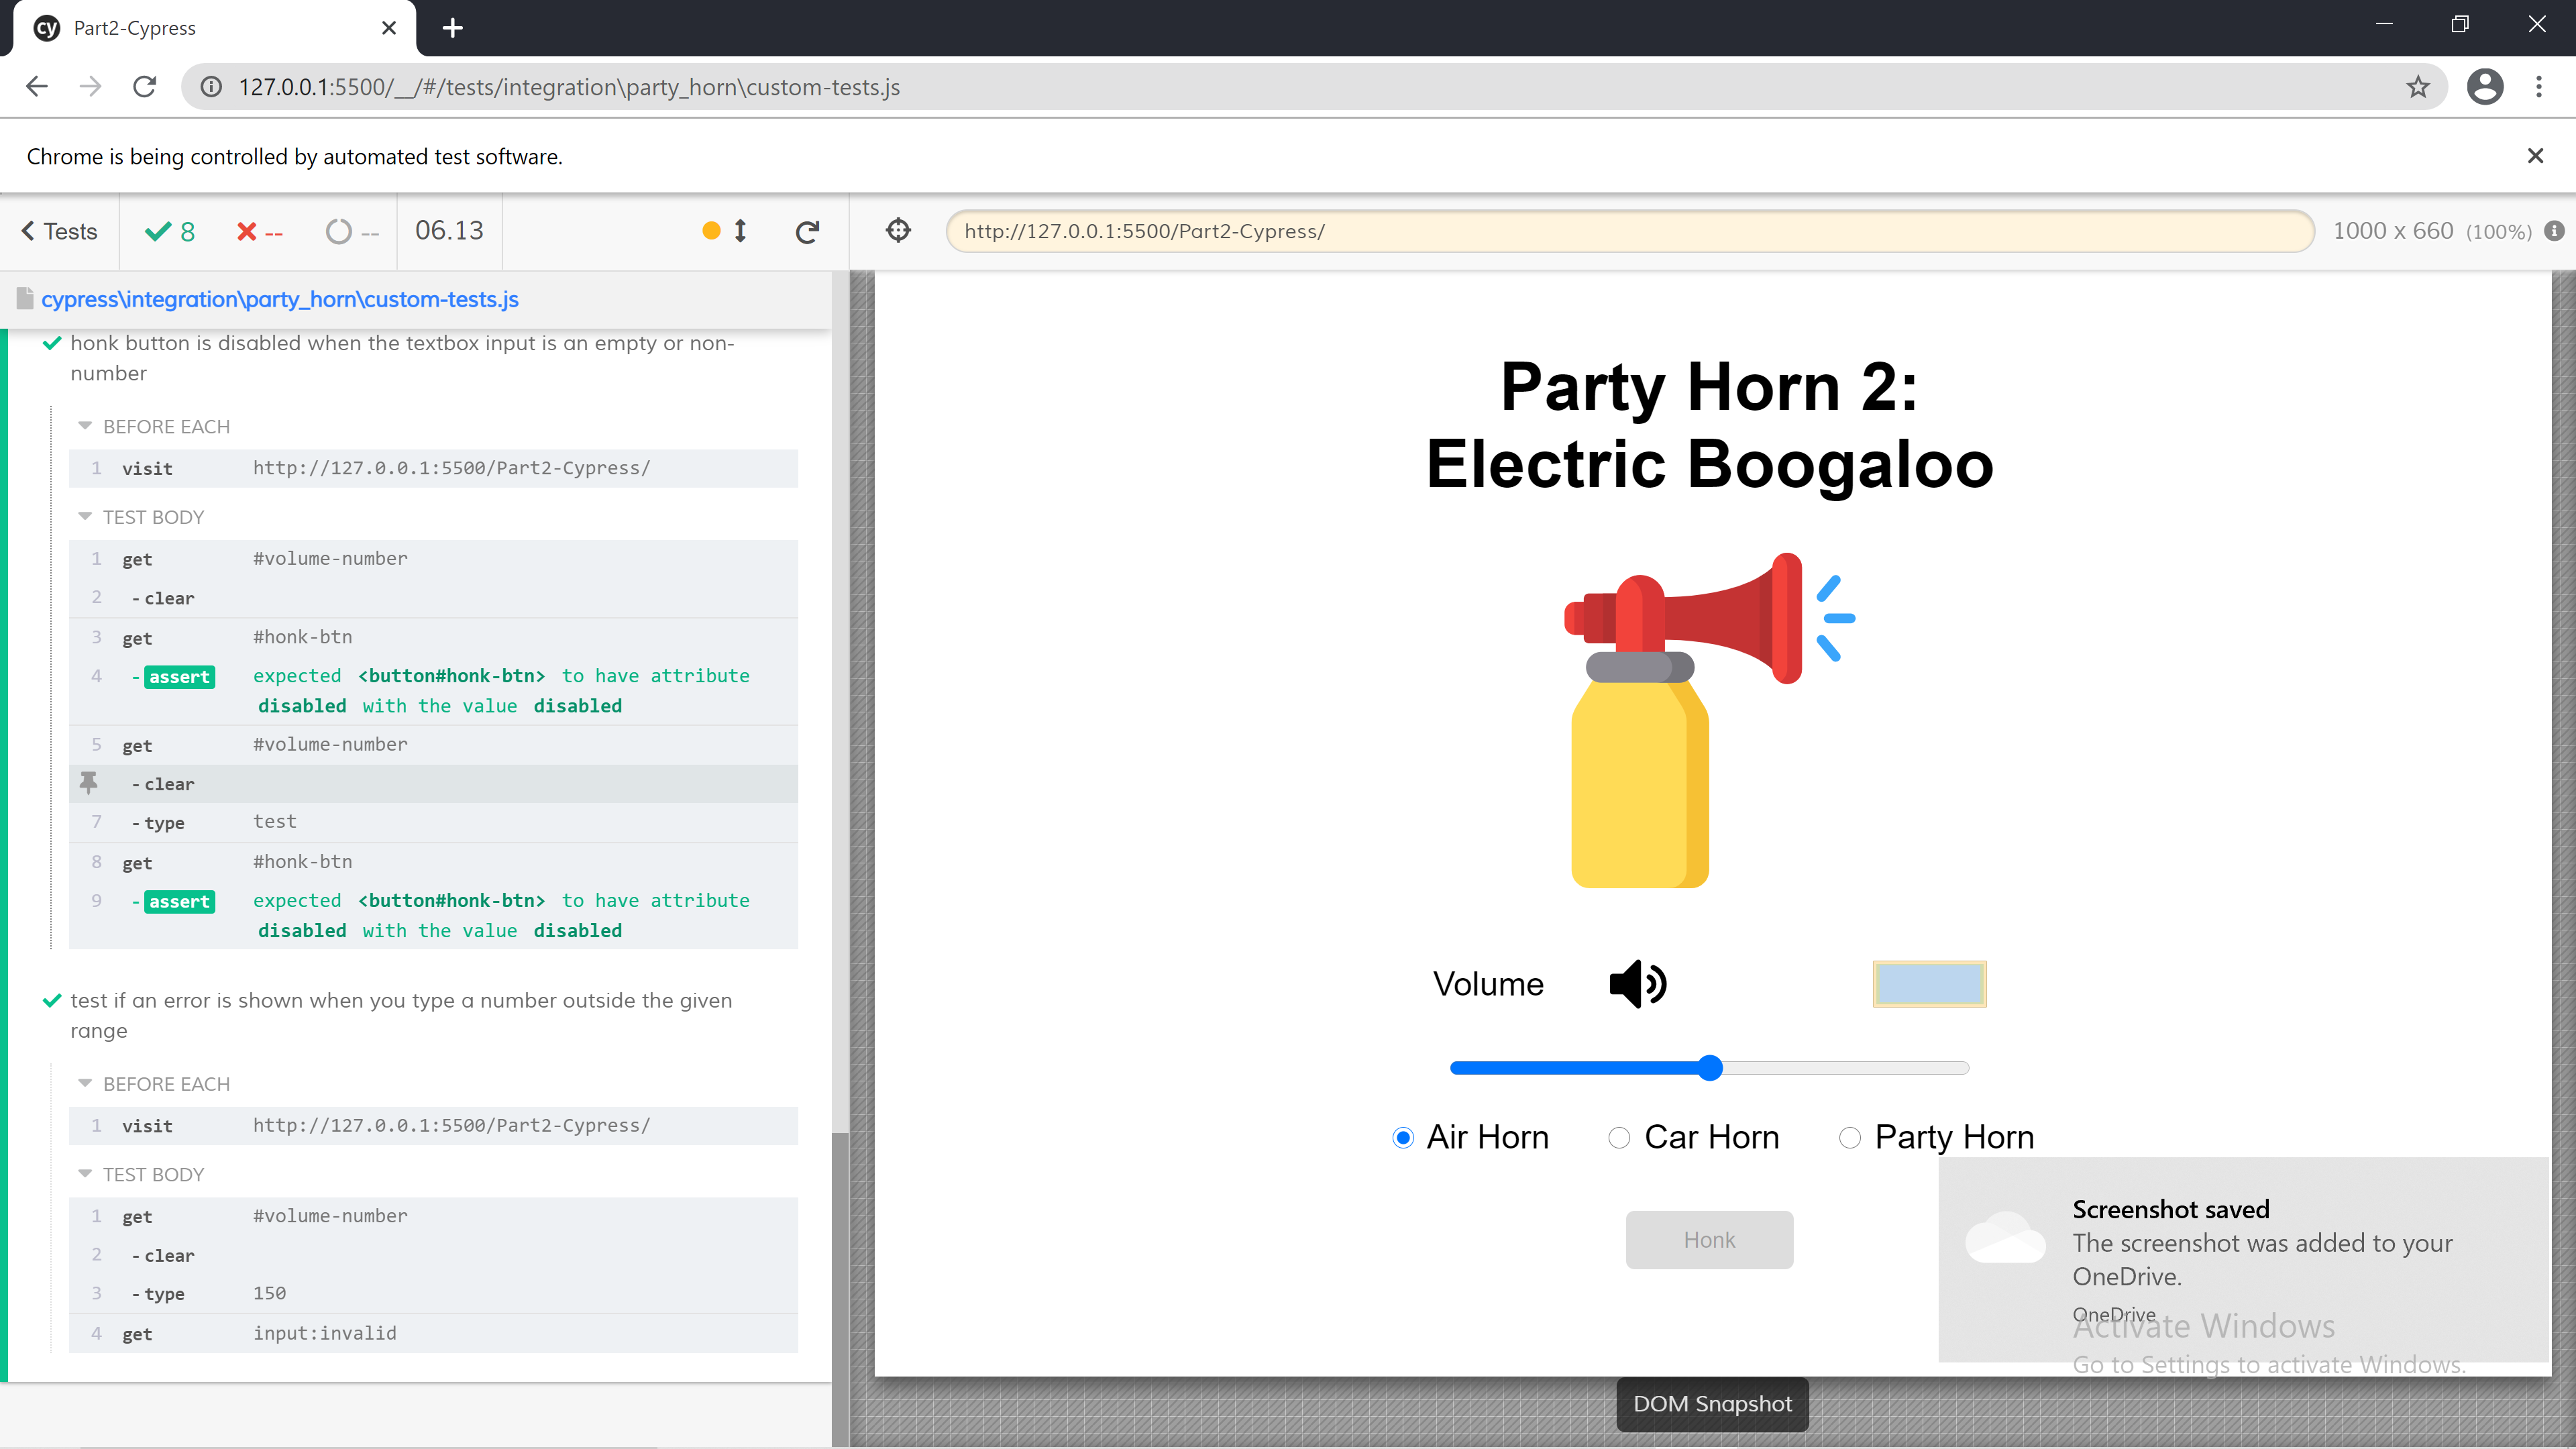 cy Part2-Cypress
127.0.0.1:5500/__/#/tests/integration\party_horn\custom-tests.js
Chrome is being controlled by automated test software.
Tests 8 -- -- 06.13
http://127.0.0.1:5500/Part2-Cypress/ 1000 x 660 (100%)
cypress\integration\party_horn\custom-tests.js
honk button is disabled when the textbox input is an empty or non-
number
BEFORE EACH
1 visit http://127.0.0.1:5500/Part2-Cypress/
TEST BODY
1 get #volume-number
2 - clear
3 get #honk-btn
4 - assert expected <button#honk-btn> to have attribute
disabled with the value disabled
5 get #volume-number
- clear
7 - type test
8 get #honk-btn
9 - assert expected <button#honk-btn> to have attribute
disabled with the value disabled
test if an error is shown when you type a number outside the given
range
BEFORE EACH
1 visit http://127.0.0.1:5500/Part2-Cypress/
TEST BODY
1 get #volume-number
2 - clear
3 - type 150
4 get input:invalid
Party Horn 2:
Electric Boogaloo
Volume
Air Horn Car Horn Party Horn
Honk
Screenshot saved
The screenshot was added to your
OneDrive.
OneDrive
Activate Windows
Go to Settings to activate Windows.
DOM Snapshot